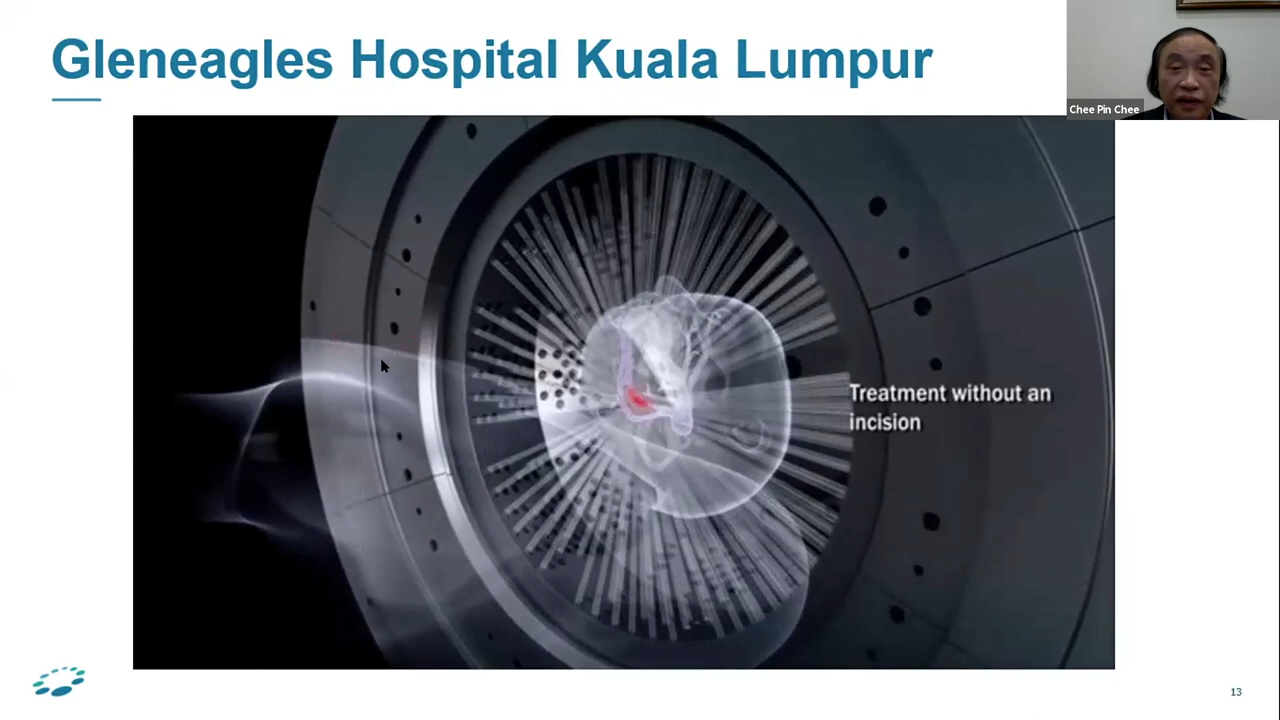 Gleneagles Hospital Kuala Lumpur
Chee Pin Chee
Treatment without an
incision
13